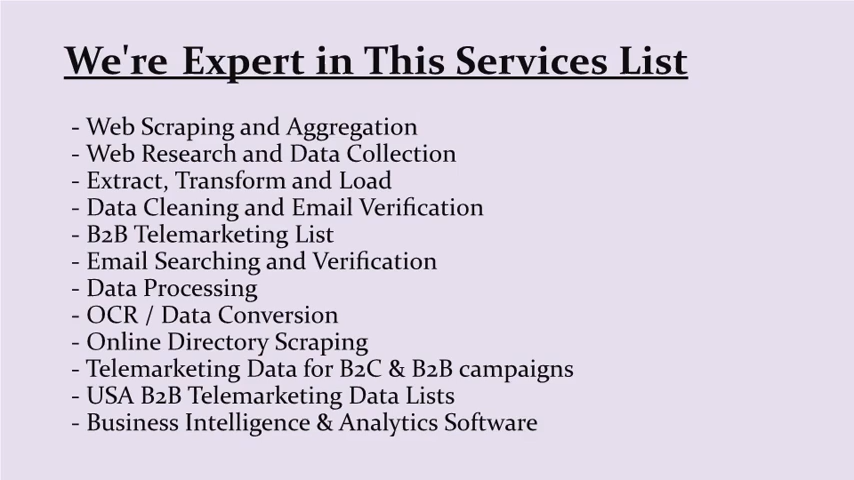 We're Expert in This Services List
- Web Scraping and Aggregation
- Web Research and Data Collection
- Extract, Transform and Load
- Data Cleaning and Email Verification
- B2B Telemarketing List
- Email Searching and Verification
- Data Processing
- OCR / Data Conversion
- Online Directory Scraping
- Telemarketing Data for B2C & B2B campaigns
- USA B2B Telemarketing Data Lists
- Business Intelligence & Analytics Software